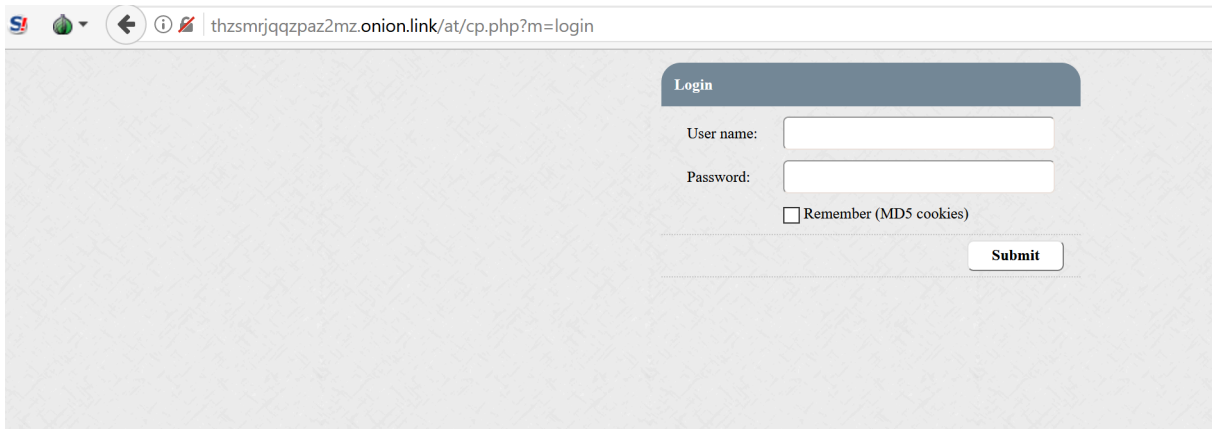 S!
thzsmrjqqzpaz2mz.onion.link/at/cp.php?m=login
Login
User name:
Password:
Remember (MD5 cookies)
Submit